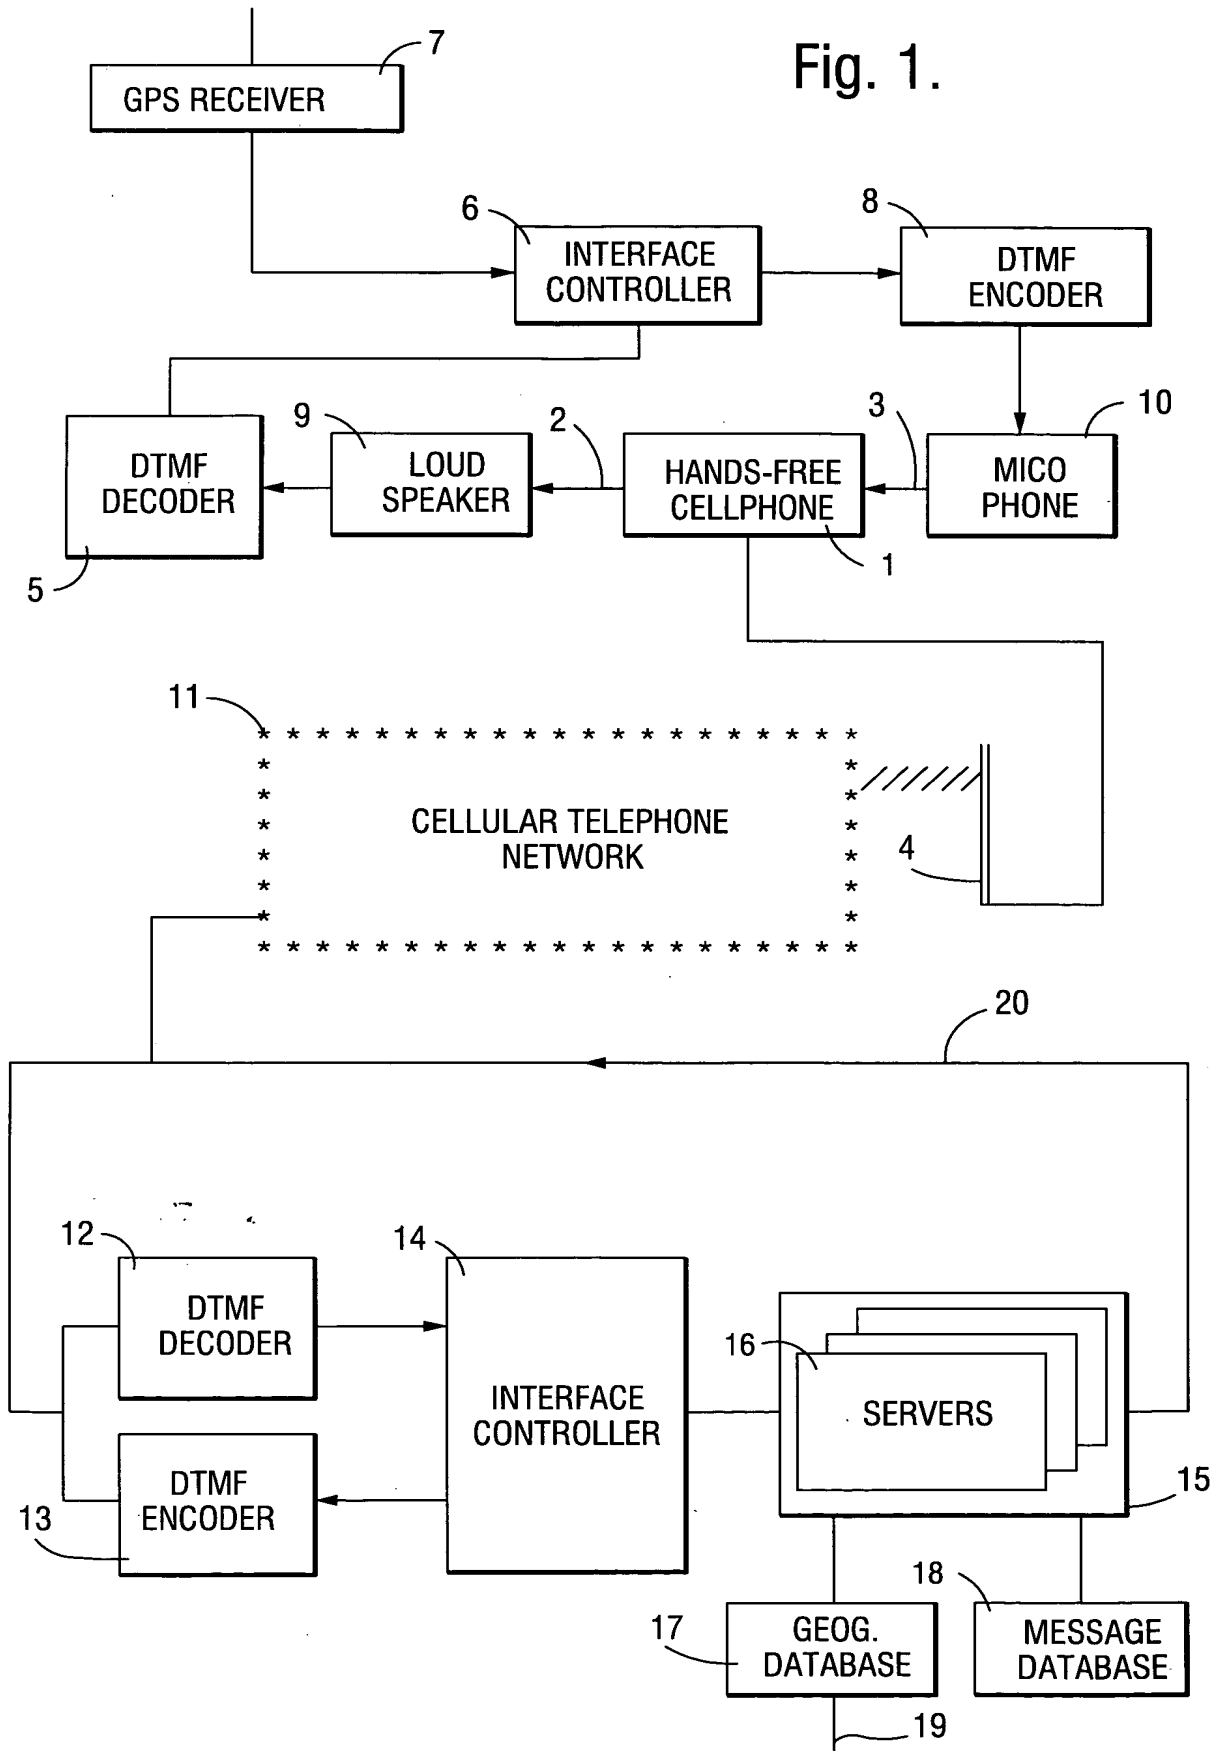 Fig. 1.
7
GPS RECEIVER
6
INTERFACE
CONTROLLER
8
DTMF
ENCODER
5
DTMF
DECODER
9
LOUD
SPEAKER
2
HANDS-FREE
CELLPHONE
1
3
10
MICO
PHONE
11
* * * * * * * * * * * * * * * * * * * * *
CELLULAR TELEPHONE
NETWORK
* * * * * * * * * * * * * * * * * * * * *
4
20
12
DTMF
DECODER
14
INTERFACE
CONTROLLER
16
SERVERS
15
DTMF
ENCODER
13
17
GEOG.
DATABASE
18
MESSAGE
DATABASE
19